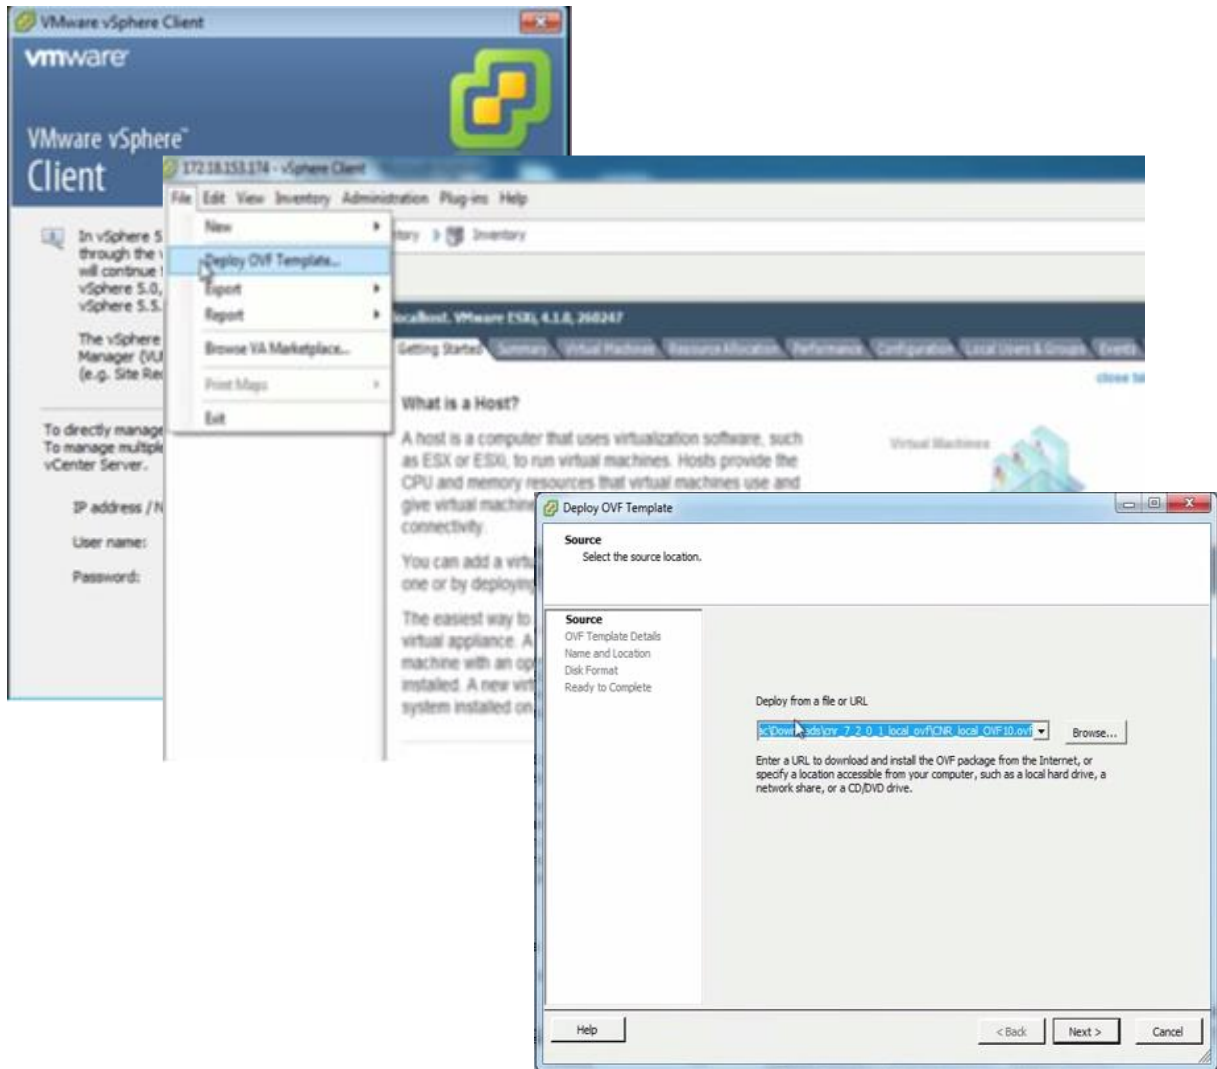 VMware vSphere Client
vmware
VMware vSphere™
Client
In vSphere 5
through the
will continue
vSphere 5.0,
vSphere 5.5.
The vSphere
Manager (VU
(e.g. Site Rec
To directly manage
To manage multiple
vCenter Server.
IP address / N
User name:
Password:
172.18.153.174 - vSphere Client
File Edit View Inventory Administration Plug-ins Help
New
Deploy OVF Template...
Export
Report
Browse VA Marketplace...
Print Maps
Exit
tory Inventory
localhost. VMware ESXi, 4.1.0, 260247
Getting Started Summary Virtual Machines Resource Allocation Performance Configuration Local Users & Groups Events
close ta
What is a Host?
A host is a computer that uses virtualization software, such
as ESX or ESXi, to run virtual machines. Hosts provide the
CPU and memory resources that virtual machines use and
give virtual machine
connectivity.
You can add a virtu
one or by deploying
The easiest way to
virtual appliance. A
machine with an op
installed. A new virt
system installed on
Virtual Machines
Deploy OVF Template
Source
Select the source location.
Source
OVF Template Details
Name and Location
Disk Format
Ready to Complete
Deploy from a file or URL
ac\Downloads\cnr_7_2_0_1_local_ovf\CNR_local_OVF10.ovf
Browse...
Enter a URL to download and install the OVF package from the Internet, or
specify a location accessible from your computer, such as a local hard drive, a
network share, or a CD/DVD drive.
Help
< Back
Next >
Cancel